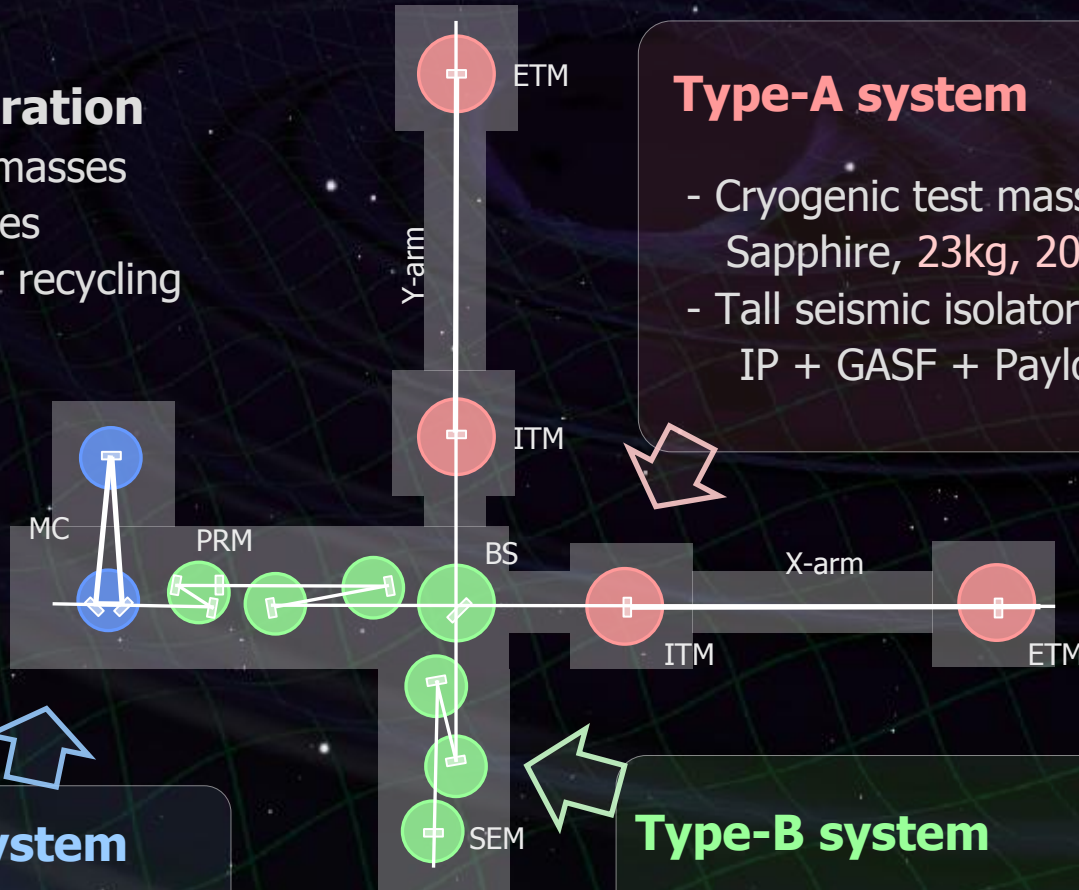 ration
masses
es
r recycling
ETM
Y-arm
ITM
Type-A system
- Cryogenic test mass
Sapphire, 23kg, 20
- Tall seismic isolator
IP + GASF + Paylo
MC
PRM
BS
X-arm
ITM
ETM
SEM
ystem
Type-B system